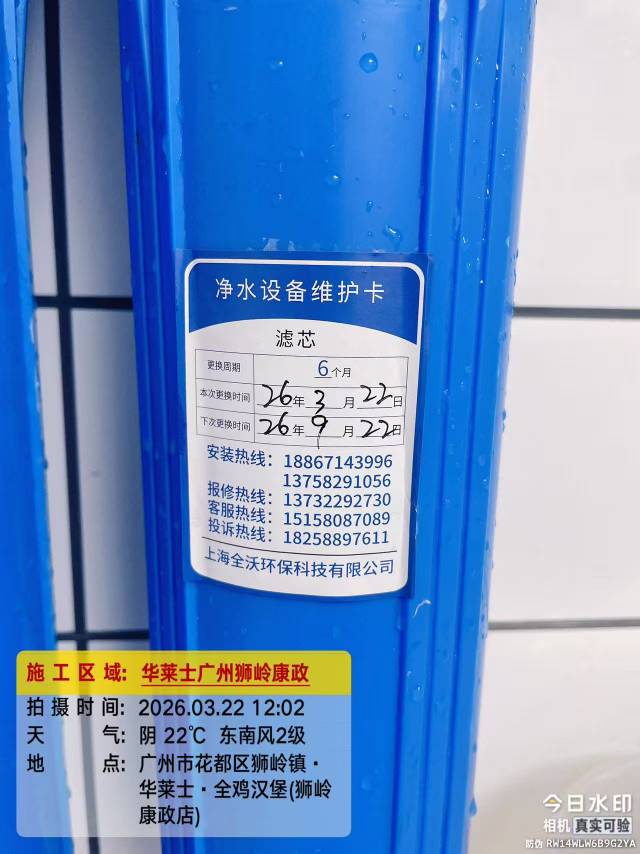 净水设备维护卡
滤芯
更换周期 6个月
本次更换时间 26年3月22日
下次更换时间 26年9月22日
安装热线: 18867143996
13758291056
报修热线: 13732292730
客服热线: 15158087089
投诉热线: 18258897611
上海全沃环保科技有限公司
施工区域: 华莱士广州狮岭康政
拍摄时间: 2026.03.22 12:02
天气: 阴 22℃ 东南风2级
地点: 广州市花都区狮岭镇·
华莱士·全鸡汉堡(狮岭
康政店)
今日水印
相机 真实可验
防伪 RW14WLW6B9G2YA